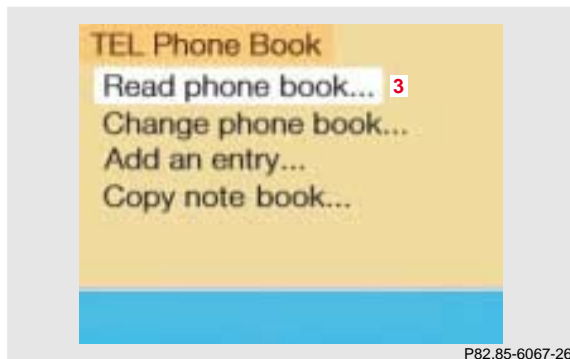 TEL Phone Book
Read phone book... 3
Change phone book...
Add an entry...
Copy note book...
P82.85-6067-26